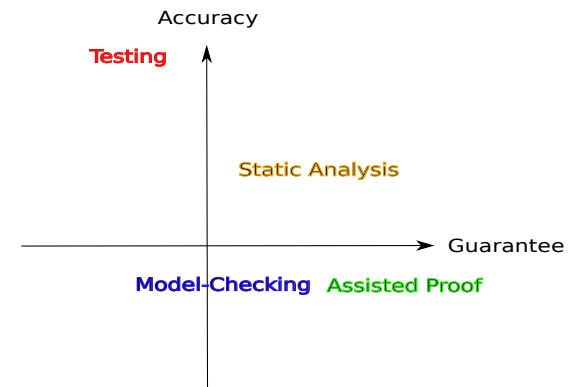 Accuracy
Testing
Static Analysis
Guarantee
Model-Checking
Assisted Proof